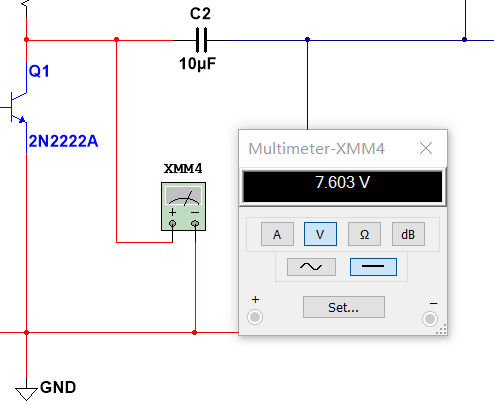 C2
10µF
Q1
2N2222A
XMM4
Multimeter-XMM4
7.603 V
A
V
Ω
dB
Set...
+
−
GND